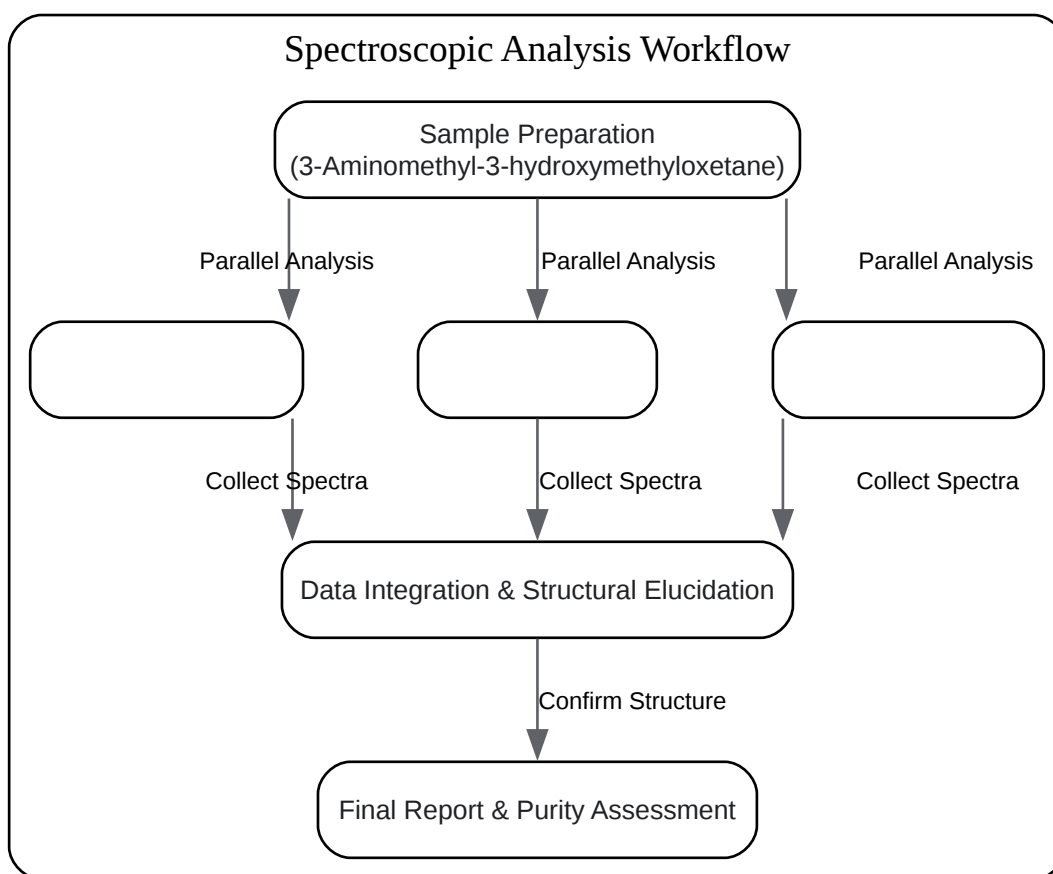 Spectroscopic Analysis Workflow
Sample Preparation
(3-Aminomethyl-3-hydroxymethyloxetane)
Parallel Analysis
Parallel Analysis
Parallel Analysis
Collect Spectra
Collect Spectra
Collect Spectra
Data Integration & Structural Elucidation
Confirm Structure
Final Report & Purity Assessment